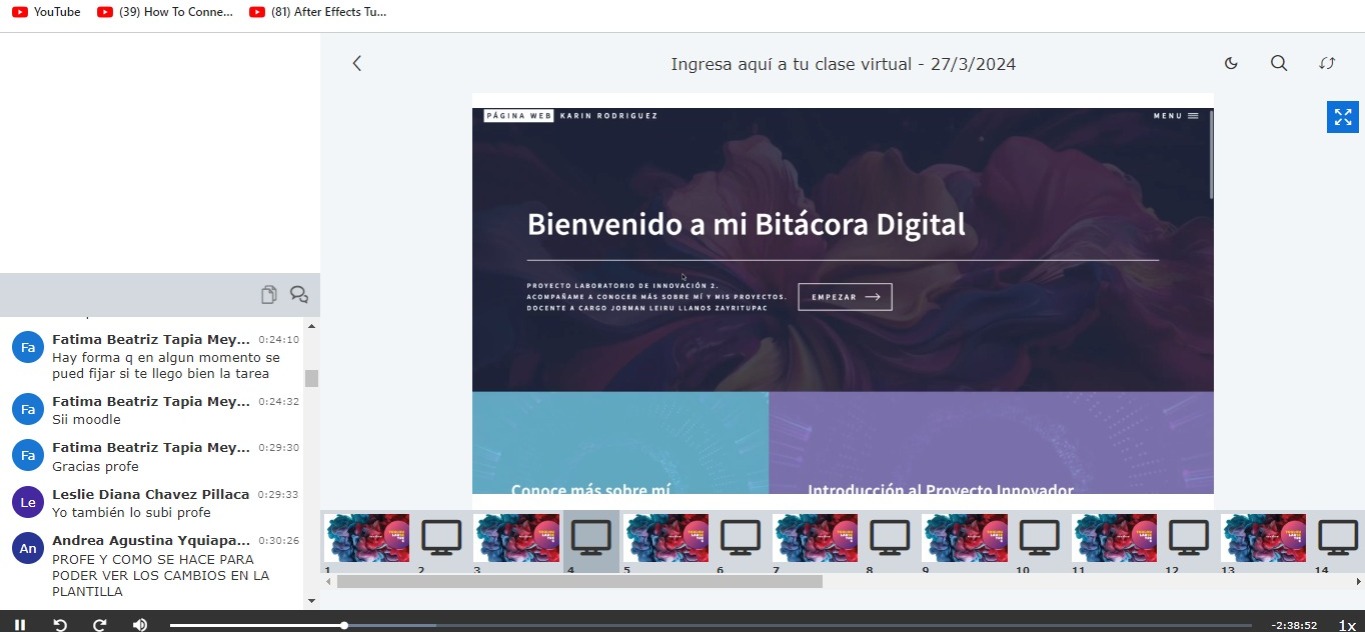 YouTube
(39) How To Conne...
(81) After Effects Tu...
Ingresa aquí a tu clase virtual - 27/3/2024
PÁGINA WEB KARIN RODRIGUEZ
MENU
Bienvenido a mi Bitácora Digital
PROYECTO LABORATORIO DE INNOVACIÓN 2.
ACOMPAÑAME A CONOCER MÁS SOBRE MÍ Y MIS PROYECTOS.
DOCENTE A CARGO JORMAN LEIRU LLANOS ZAYRITUPAC
EMPEZAR
Conoce más sobre mí
Introducción al Proyecto Innovador
Fa
Fatima Beatriz Tapia Mey... 0:24:10
Hay forma q en algun momento se
pued fijar si te llego bien la tarea
Fa
Fatima Beatriz Tapia Mey... 0:24:32
Sii moodle
Fa
Fatima Beatriz Tapia Mey... 0:29:30
Gracias profe
Le
Leslie Diana Chavez Pillaca 0:29:33
Yo también lo subi profe
An
Andrea Agustina Yquiapa... 0:30:26
PROFE Y COMO SE HACE PARA
PODER VER LOS CAMBIOS EN LA
PLANTILLA
1 2 3 4 5 6 7 8 9 10 11 12 13 14
-2:38:52 1x